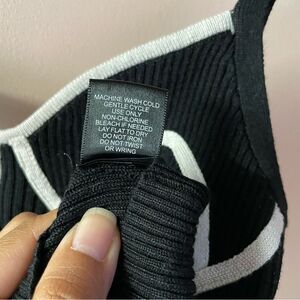 MACHINE WASH COLD
GENTLE CYCLE
USE ONLY
NON-CHLORINE
BLEACH IF NEEDED
LAY FLAT TO DRY
DO NOT IRON
DO NOT TWIST
OR WRING